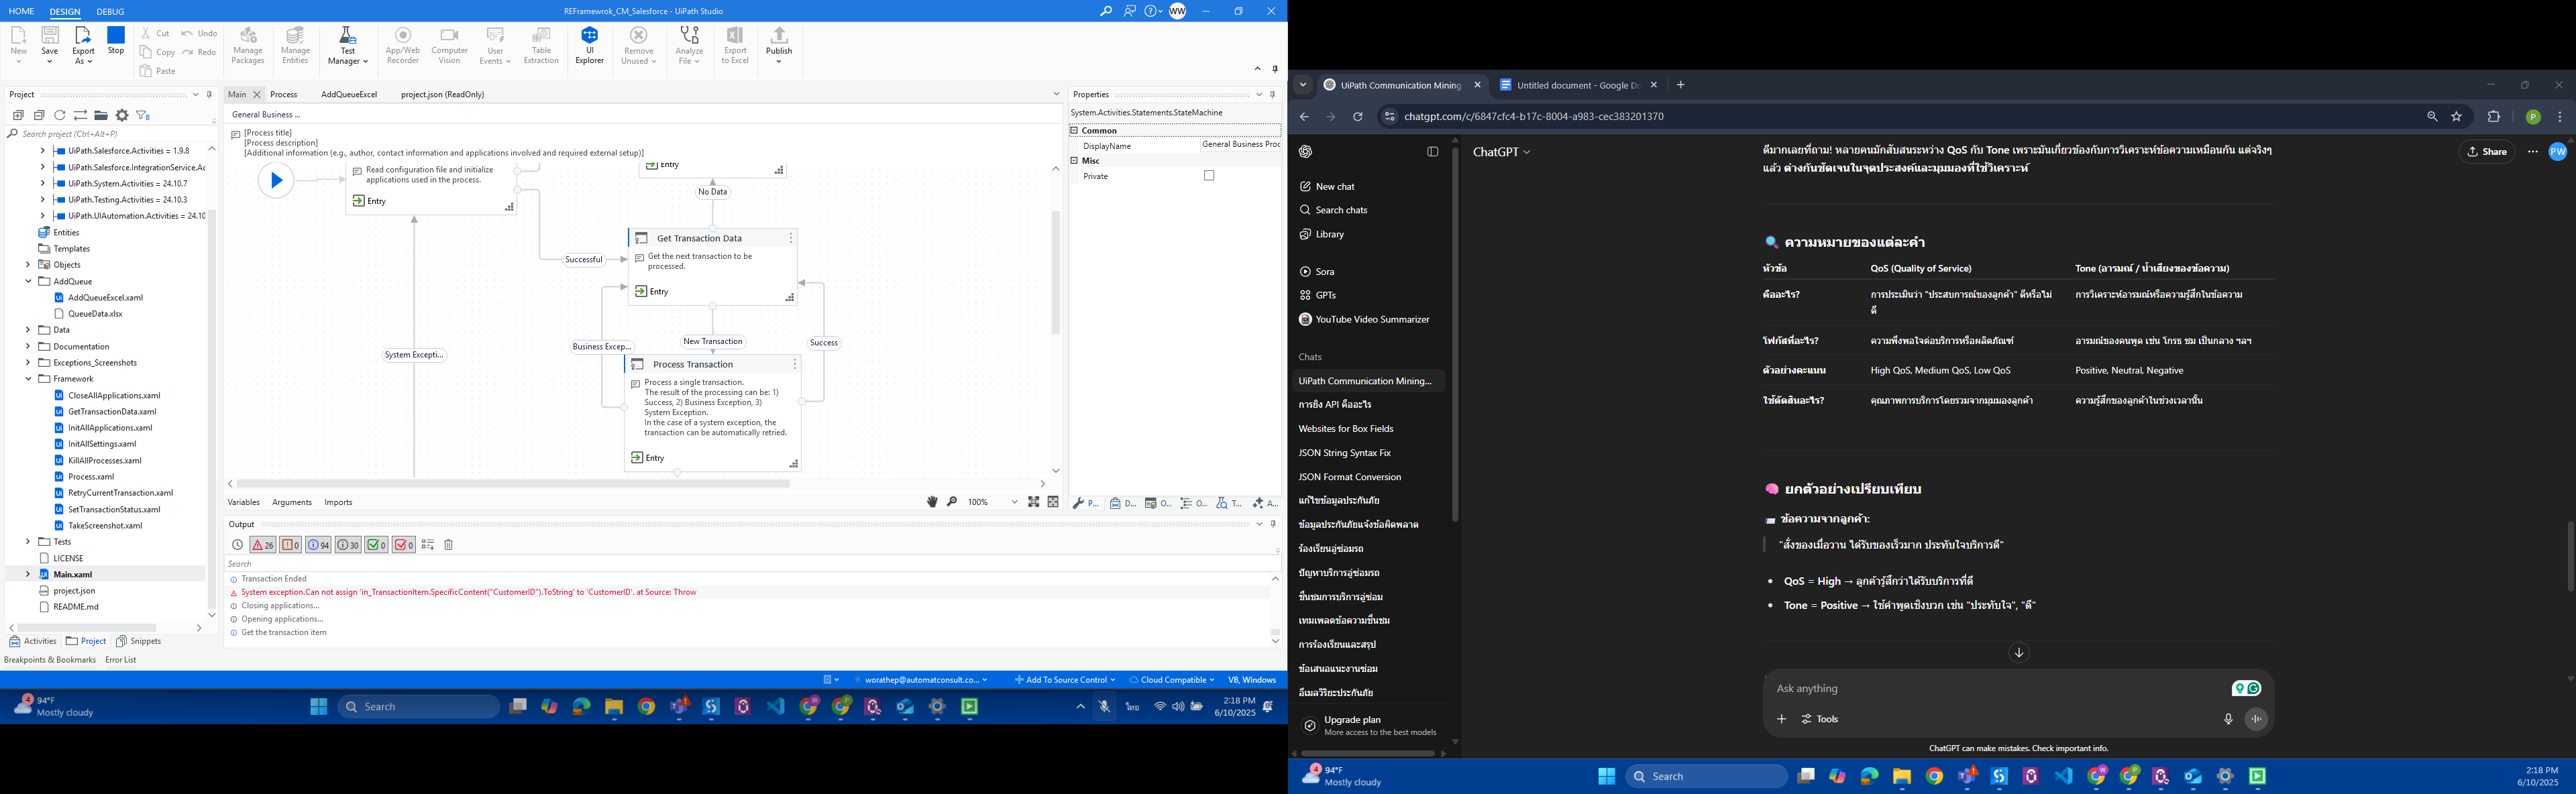 HOME DESIGN DEBUG
REFramewrok_CM_Salesforce - UiPath Studio
WW
New
Save
Export As
Stop
Cut
Copy
Paste
Undo
Redo
Manage Packages
Manage Entities
Test Manager
App/Web Recorder
Computer Vision
User Events
Table Extraction
UI Explorer
Remove Unused
Analyze File
Export to Excel
Publish
Project
Search project (Ctrl+Alt+P)
UiPath.Salesforce.Activities = 1.9.8
UiPath.Salesforce.IntegrationService.Ac
UiPath.System.Activities = 24.10.7
UiPath.Testing.Activities = 24.10.3
UiPath.UIAutomation.Activities = 24.10
Entities
Templates
Objects
AddQueue
AddQueueExcel.xaml
QueueData.xlsx
Data
Documentation
Exceptions_Screenshots
Framework
CloseAllApplications.xaml
GetTransactionData.xaml
InitAllApplications.xaml
InitAllSettings.xaml
KillAllProcesses.xaml
Process.xaml
RetryCurrentTransaction.xaml
SetTransactionStatus.xaml
TakeScreenshot.xaml
Tests
LICENSE
Main.xaml
project.json
README.md
Activities Project Snippets
Breakpoints & Bookmarks Error List
Main Process AddQueueExcel project.json (ReadOnly)
General Business ...
[Process title]
[Process description]
[Additional information (e.g., author, contact information and applications involved and required external setup)]
Read configuration file and initialize
applications used in the process.
Entry
Entry
No Data
Successful
Get Transaction Data
Get the next transaction to be
processed.
Entry
System Excepti...
Business Excep...
New Transaction
Success
Process Transaction
Process a single transaction.
The result of the processing can be: 1)
Success, 2) Business Exception, 3)
System Exception.
In the case of a system exception, the
transaction can be automatically retried.
Entry
Variables Arguments Imports
100%
Properties
System.Activities.Statements.StateMachine
Common
DisplayName General Business Proc
Misc
Private
P... D... O... O... T... A...
Output
26 0 94 30 0 0
Search
Transaction Ended
System exception.Can not assign 'in_TransactionItem.SpecificContent("CustomerID").ToString' to 'CustomerID'. at Source: Throw
Closing applications...
Opening applications...
Get the transaction item
worathep@automatconsult.co... Add To Source Control Cloud Compatible VB, Windows
94°F
Mostly cloudy
Search
ไทย
2:18 PM
6/10/2025
UiPath Communication Mining
Untitled document - Google Do
chatgpt.com/c/6847cfc4-b17c-8004-a983-cec383201370
P
ChatGPT
Share
PW
New chat
Search chats
Library
Sora
GPTs
YouTube Video Summarizer
Chats
UiPath Communication Mining...
การยิง API คืออะไร
Websites for Box Fields
JSON String Syntax Fix
JSON Format Conversion
แก้ไขข้อมูลประกันภัย
ข้อมูลประกันภัยแจ้งข้อผิดพลาด
ร้องเรียนอู่ซ่อมรถ
ปัญหาบริการอู่ซ่อมรถ
ชื่นชมการบริการอู่ซ่อม
เทมเพลตข้อความชื่นชม
การร้องเรียนและสรุป
ข้อเสนอแนะงานซ่อม
อีเมลวิริยะประกันภัย
Upgrade plan
More access to the best models
ดีมากเลยที่ถาม! หลายคนมักสับสนระหว่าง QoS กับ Tone เพราะมันเกี่ยวข้องกับการวิเคราะห์ข้อความเหมือนกัน แต่จริงๆ
แล้ว ต่างกันชัดเจนในจุดประสงค์และมุมมองที่ใช้วิเคราะห์
ความหมายของแต่ละคำ
หัวข้อ QoS (Quality of Service) Tone (อารมณ์ / น้ำเสียงของข้อความ)
คืออะไร? การประเมินว่า "ประสบการณ์ของลูกค้า" ดีหรือไม่ดี การวิเคราะห์อารมณ์หรือความรู้สึกในข้อความ
โฟกัสที่อะไร? ความพึงพอใจต่อบริการหรือผลิตภัณฑ์ อารมณ์ของคนพูด เช่น โกรธ ชม เป็นกลาง ฯลฯ
ตัวอย่างคะแนน High QoS, Medium QoS, Low QoS Positive, Neutral, Negative
ใช้ตัดสินอะไร? คุณภาพการบริการโดยรวมจากมุมมองลูกค้า ความรู้สึกของลูกค้าในช่วงเวลานั้น
ยกตัวอย่างเปรียบเทียบ
ข้อความจากลูกค้า:
"สั่งของเมื่อวาน ได้รับของเร็วมาก ประทับใจบริการดี"
QoS = High → ลูกค้ารู้สึกว่าได้รับบริการที่ดี
Tone = Positive → ใช้คำพูดเชิงบวก เช่น "ประทับใจ", "ดี"
Ask anything
Tools
ChatGPT can make mistakes. Check important info.
94°F
Mostly cloudy
Search
2:18 PM
6/10/2025